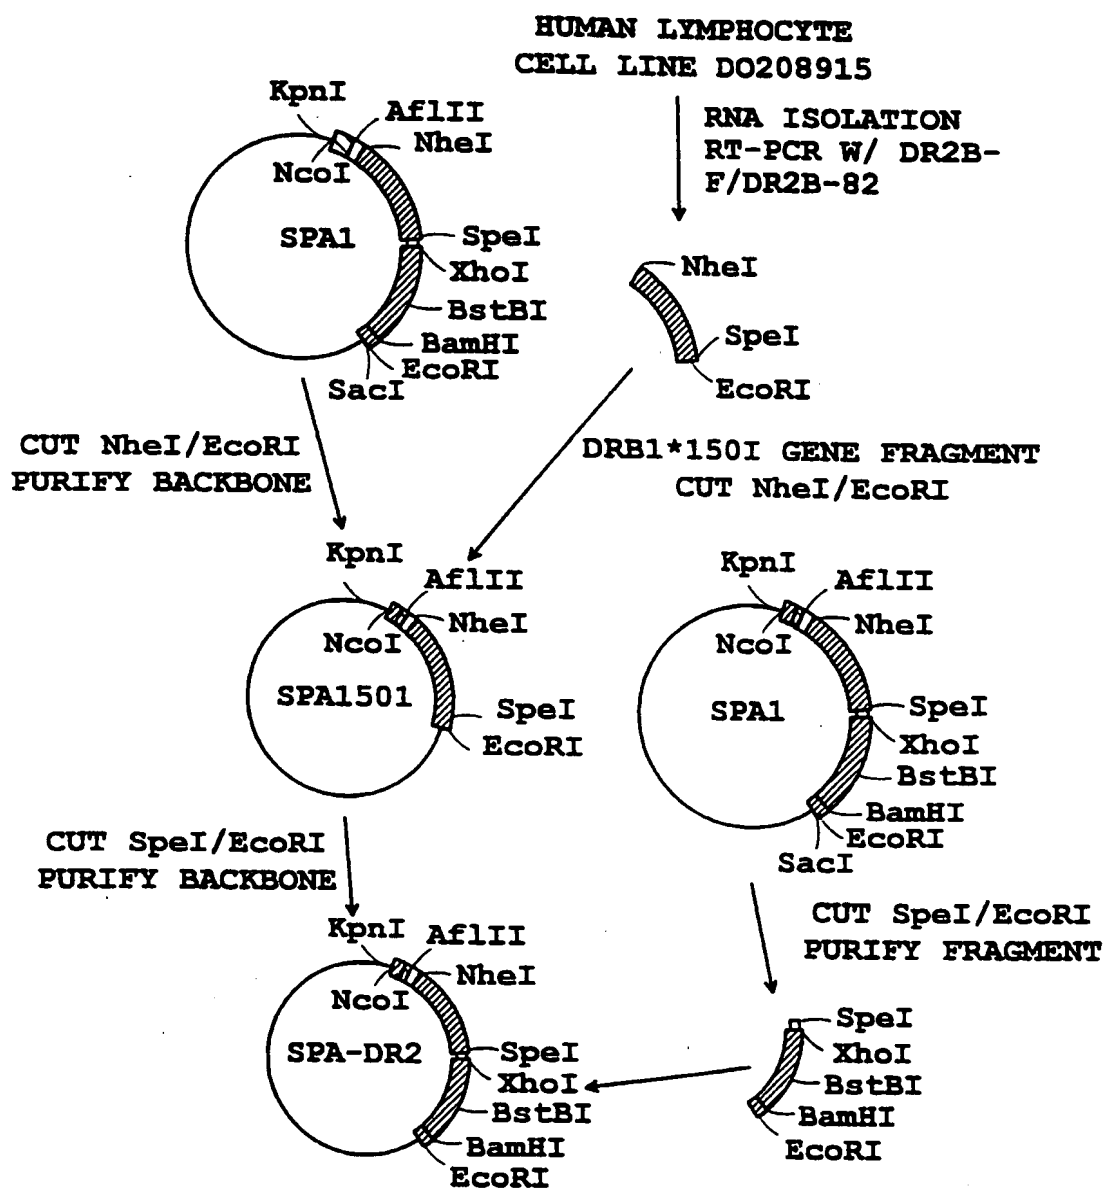 HUMAN LYMPHOCYTE
CELL LINE DO208915
RNA ISOLATION
RT-PCR W/ DR2B-
F/DR2B-82
KpnI
AflII
NheI
NcoI
SPA1
SpeI
XhoI
BstBI
BamHI
EcoRI
SacI
NheI
SpeI
EcoRI
CUT NheI/EcoRI
PURIFY BACKBONE
DRB1*150I GENE FRAGMENT
CUT NheI/EcoRI
KpnI
AflII
NheI
NcoI
SPA1501
SpeI
EcoRI
KpnI
AflII
NheI
NcoI
SPA1
SpeI
XhoI
BstBI
BamHI
EcoRI
SacI
CUT SpeI/EcoRI
PURIFY BACKBONE
CUT SpeI/EcoRI
PURIFY FRAGMENT
KpnI
AflII
NheI
NcoI
SPA-DR2
SpeI
XhoI
BstBI
BamHI
EcoRI
SpeI
XhoI
BstBI
BamHI
EcoRI